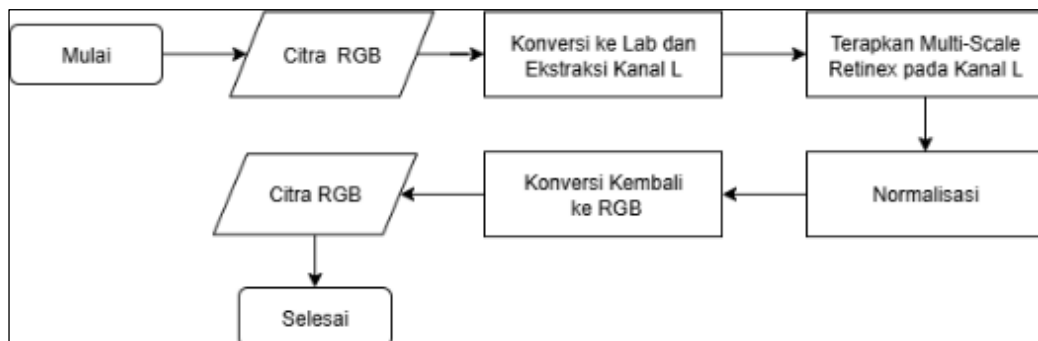 Mulai
Citra RGB
Konversi ke Lab dan
Ekstraksi Kanal L
Terapkan Multi-Scale
Retinex pada Kanal L
Normalisasi
Konversi Kembali
ke RGB
Citra RGB
Selesai